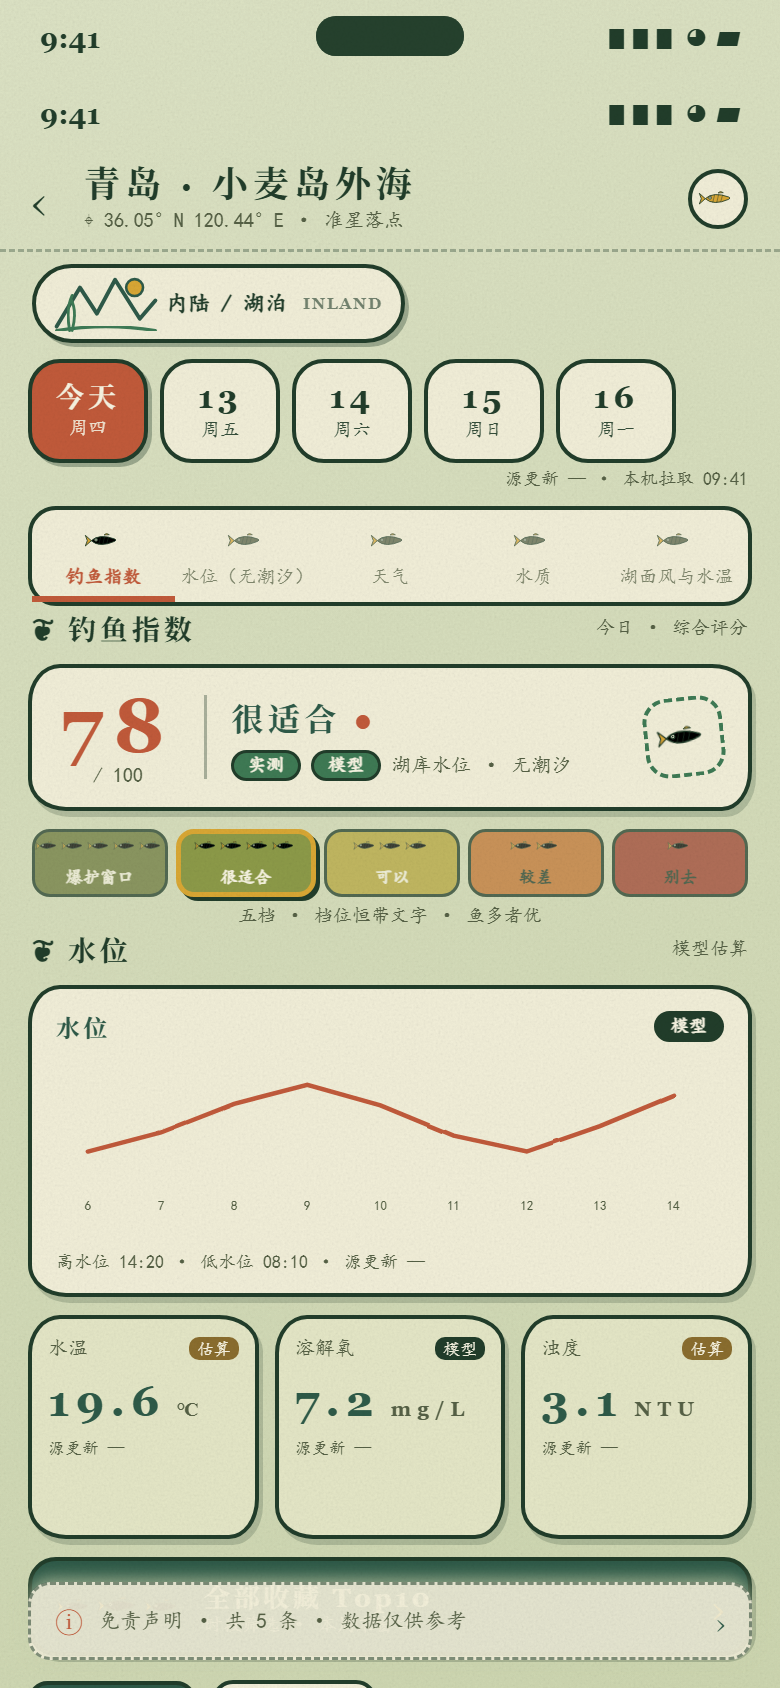 9:41
9:41
青岛 · 小麦岛外海
36.05° N 120.44° E • 准星落点
内陆 / 湖泊 INLAND
今天 13 14 15 16
周四 周五 周六 周日 周一
源更新 — • 本机拉取 09:41
钓鱼指数 水位（无潮汐） 天气 水质 湖面风与水温
钓鱼指数 今日 • 综合评分
78 / 100
很适合
实测 模型 湖库水位 • 无潮汐
爆护窗口 很适合 可以 较差 别去
五档 • 档位恒带文字 • 鱼多者优
水位 模型估算
水位 模型
6 7 8 9 10 11 12 13 14
高水位 14:20 • 低水位 08:10 • 源更新 —
水温 估算 溶解氧 模型 浊度 估算
19.6 ℃ 7.2 mg/L 3.1 NTU
源更新 — 源更新 — 源更新 —
全部收藏 Top10
免责声明 • 共 5 条 • 数据仅供参考